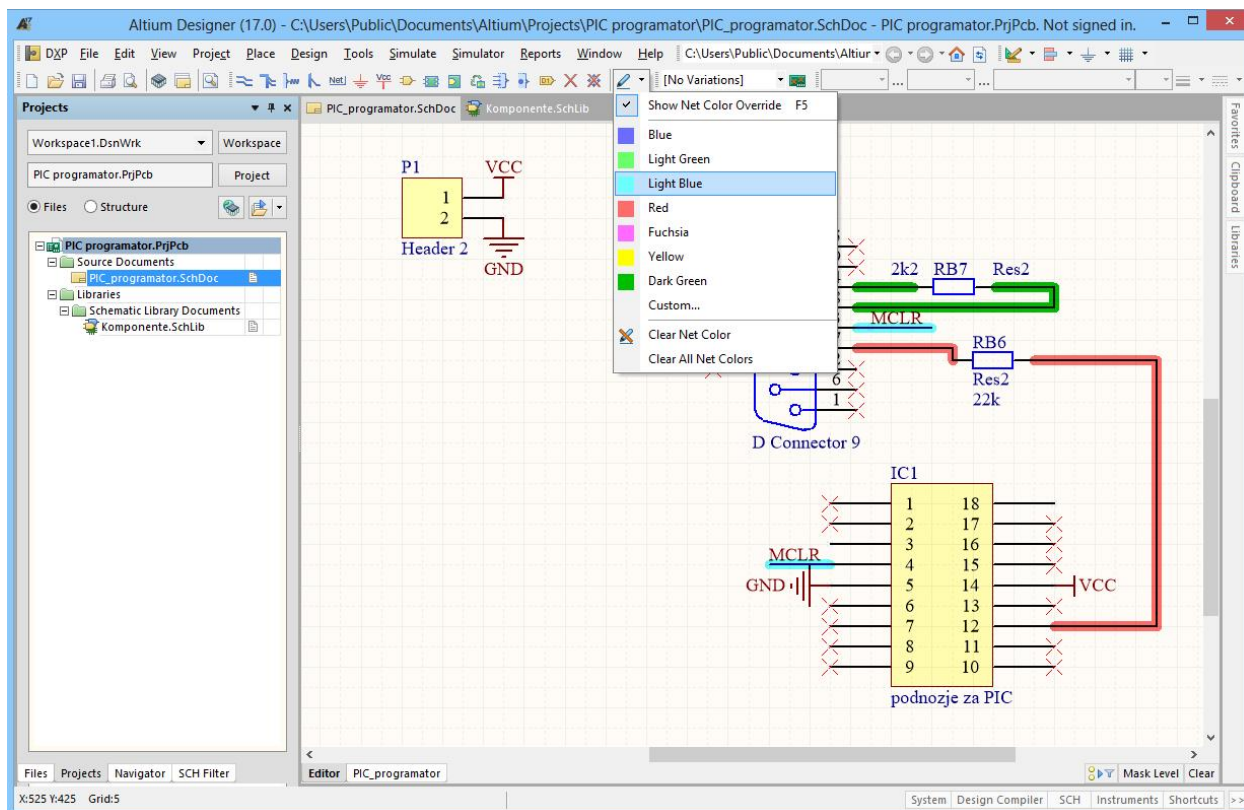 Altium Designer (17.0) - C:\Users\Public\Documents\Altium\Projects\PIC programator\PIC_programator.SchDoc - PIC programator.PrjPcb. Not signed in.
DXP File Edit View Project Place Design Tools Simulate Simulator Reports Window Help C:\Users\Public\Documents\Altiur
Net VCC [No Variations] ... ...
Projects
PIC_programator.SchDoc Komponente.SchLib
Show Net Color Override F5
Blue
Light Green
Light Blue
Red
Fuchsia
Yellow
Dark Green
Custom...
Clear Net Color
Clear All Net Colors
Workspace1.DsnWrk Workspace
PIC programator.PrjPcb Project
Files Structure
PIC programator.PrjPcb
Source Documents
PIC_programator.SchDoc
Libraries
Schematic Library Documents
Komponente.SchLib
P1 VCC
1
2
Header 2
GND
2k2 RB7 Res2
MCLR
RB6
Res2
22k
6
1
D Connector 9
IC1
1 18
2 17
3 16
MCLR
4 15
GND 5 14 VCC
6 13
7 12
8 11
9 10
podnozje za PIC
Favorites
Clipboard
Libraries
Files Projects Navigator SCH Filter
Editor PIC_programator
Mask Level Clear
X:525 Y:425 Grid:5
System Design Compiler SCH Instruments Shortcuts >>